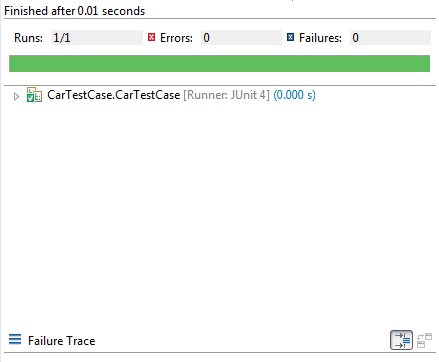 Finished after 0.01 seconds
Runs: 1/1 Errors: 0 Failures: 0
CarTestCase.CarTestCase [Runner: JUnit 4] (0.000 s)
Failure Trace